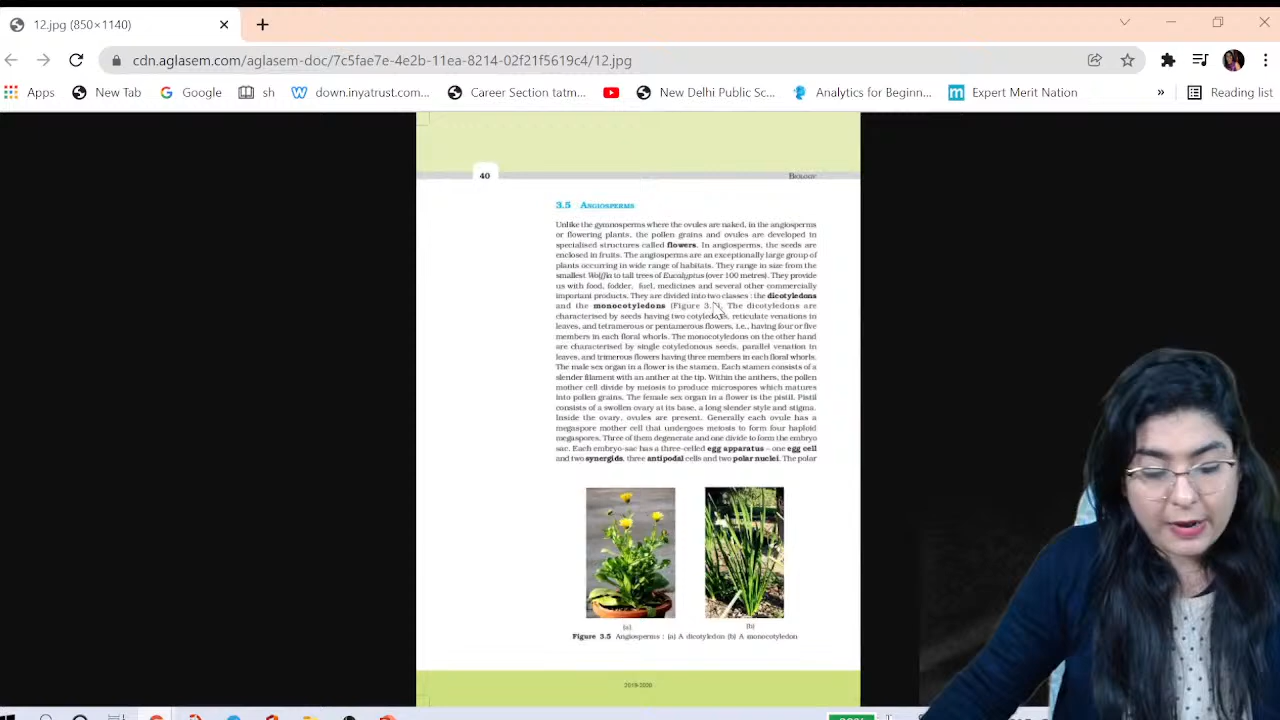 12.jpg (850×1140)
cdn.aglasem.com/aglasem-doc/7c5fae7e-4e2b-11ea-8214-02f21f5619c4/12.jpg
Apps
New Tab
Google
sh
down.inyatrust.com...
Career Section tatm...
New Delhi Public Sc...
Analytics for Beginn...
Expert Merit Nation
»
Reading list
40
BIOLOGY
3.5 ANGIOSPERMS
Unlike the gymnosperms where the ovules are naked, in the angiosperms
or flowering plants, the pollen grains and ovules are developed in
specialised structures called flowers. In angiosperms, the seeds are
enclosed in fruits. The angiosperms are an exceptionally large group of
plants occurring in wide range of habitats. They range in size from the
smallest Wolffia to tall trees of Eucalyptus (over 100 metres). They provide
us with food, fodder, fuel, medicines and several other commercially
important products. They are divided into two classes : the dicotyledons
and the monocotyledons (Figure 3. The dicotyledons are
characterised by seeds having two cotyledons, reticulate venations in
leaves, and tetramerous or pentamerous flowers, i.e., having four or five
members in each floral whorls. The monocotyledons on the other hand
are characterised by single cotyledonous seeds, parallel venation in
leaves, and trimerous flowers having three members in each floral whorls.
The male sex organ in a flower is the stamen. Each stamen consists of a
slender filament with an anther at the tip. Within the anthers, the pollen
mother cell divide by meiosis to produce microspores which matures
into pollen grains. The female sex organ in a flower is the pistil. Pistil
consists of a swollen ovary at its base, a long slender style and stigma.
Inside the ovary, ovules are present. Generally each ovule has a
megaspore mother cell that undergoes meiosis to form four haploid
megaspores. Three of them degenerate and one divide to form the embryo
sac. Each embryo-sac has a three-celled egg apparatus – one egg cell
and two synergids, three antipodal cells and two polar nuclei. The polar
(a)
(b)
Figure 3.5 Angiosperms : (a) A dicotyledon (b) A monocotyledon
2019-2020